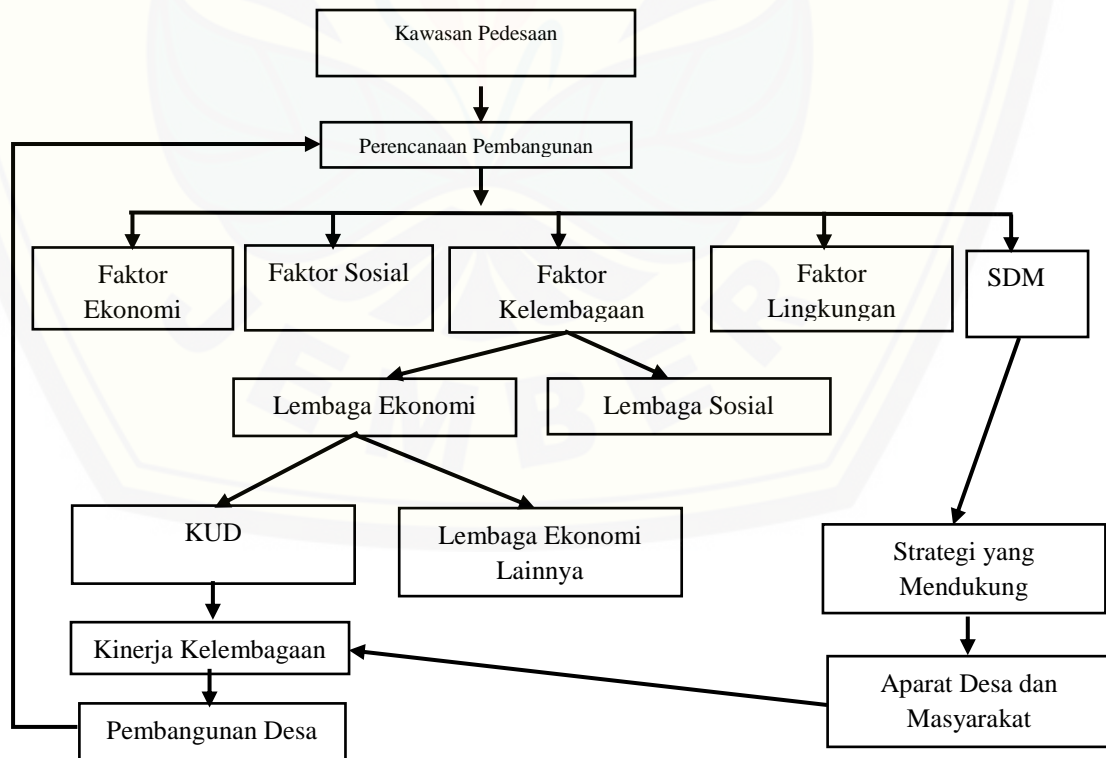 Kawasan Pedesaan
Perencanaan Pembangunan
Faktor
Ekonomi
Faktor Sosial
Faktor
Kelembagaan
Faktor
Lingkungan
SDM
Lembaga Ekonomi
Lembaga Sosial
KUD
Lembaga Ekonomi
Lainnya
Strategi yang
Mendukung
Kinerja Kelembagaan
Aparat Desa dan
Masyarakat
Pembangunan Desa
JEMBER